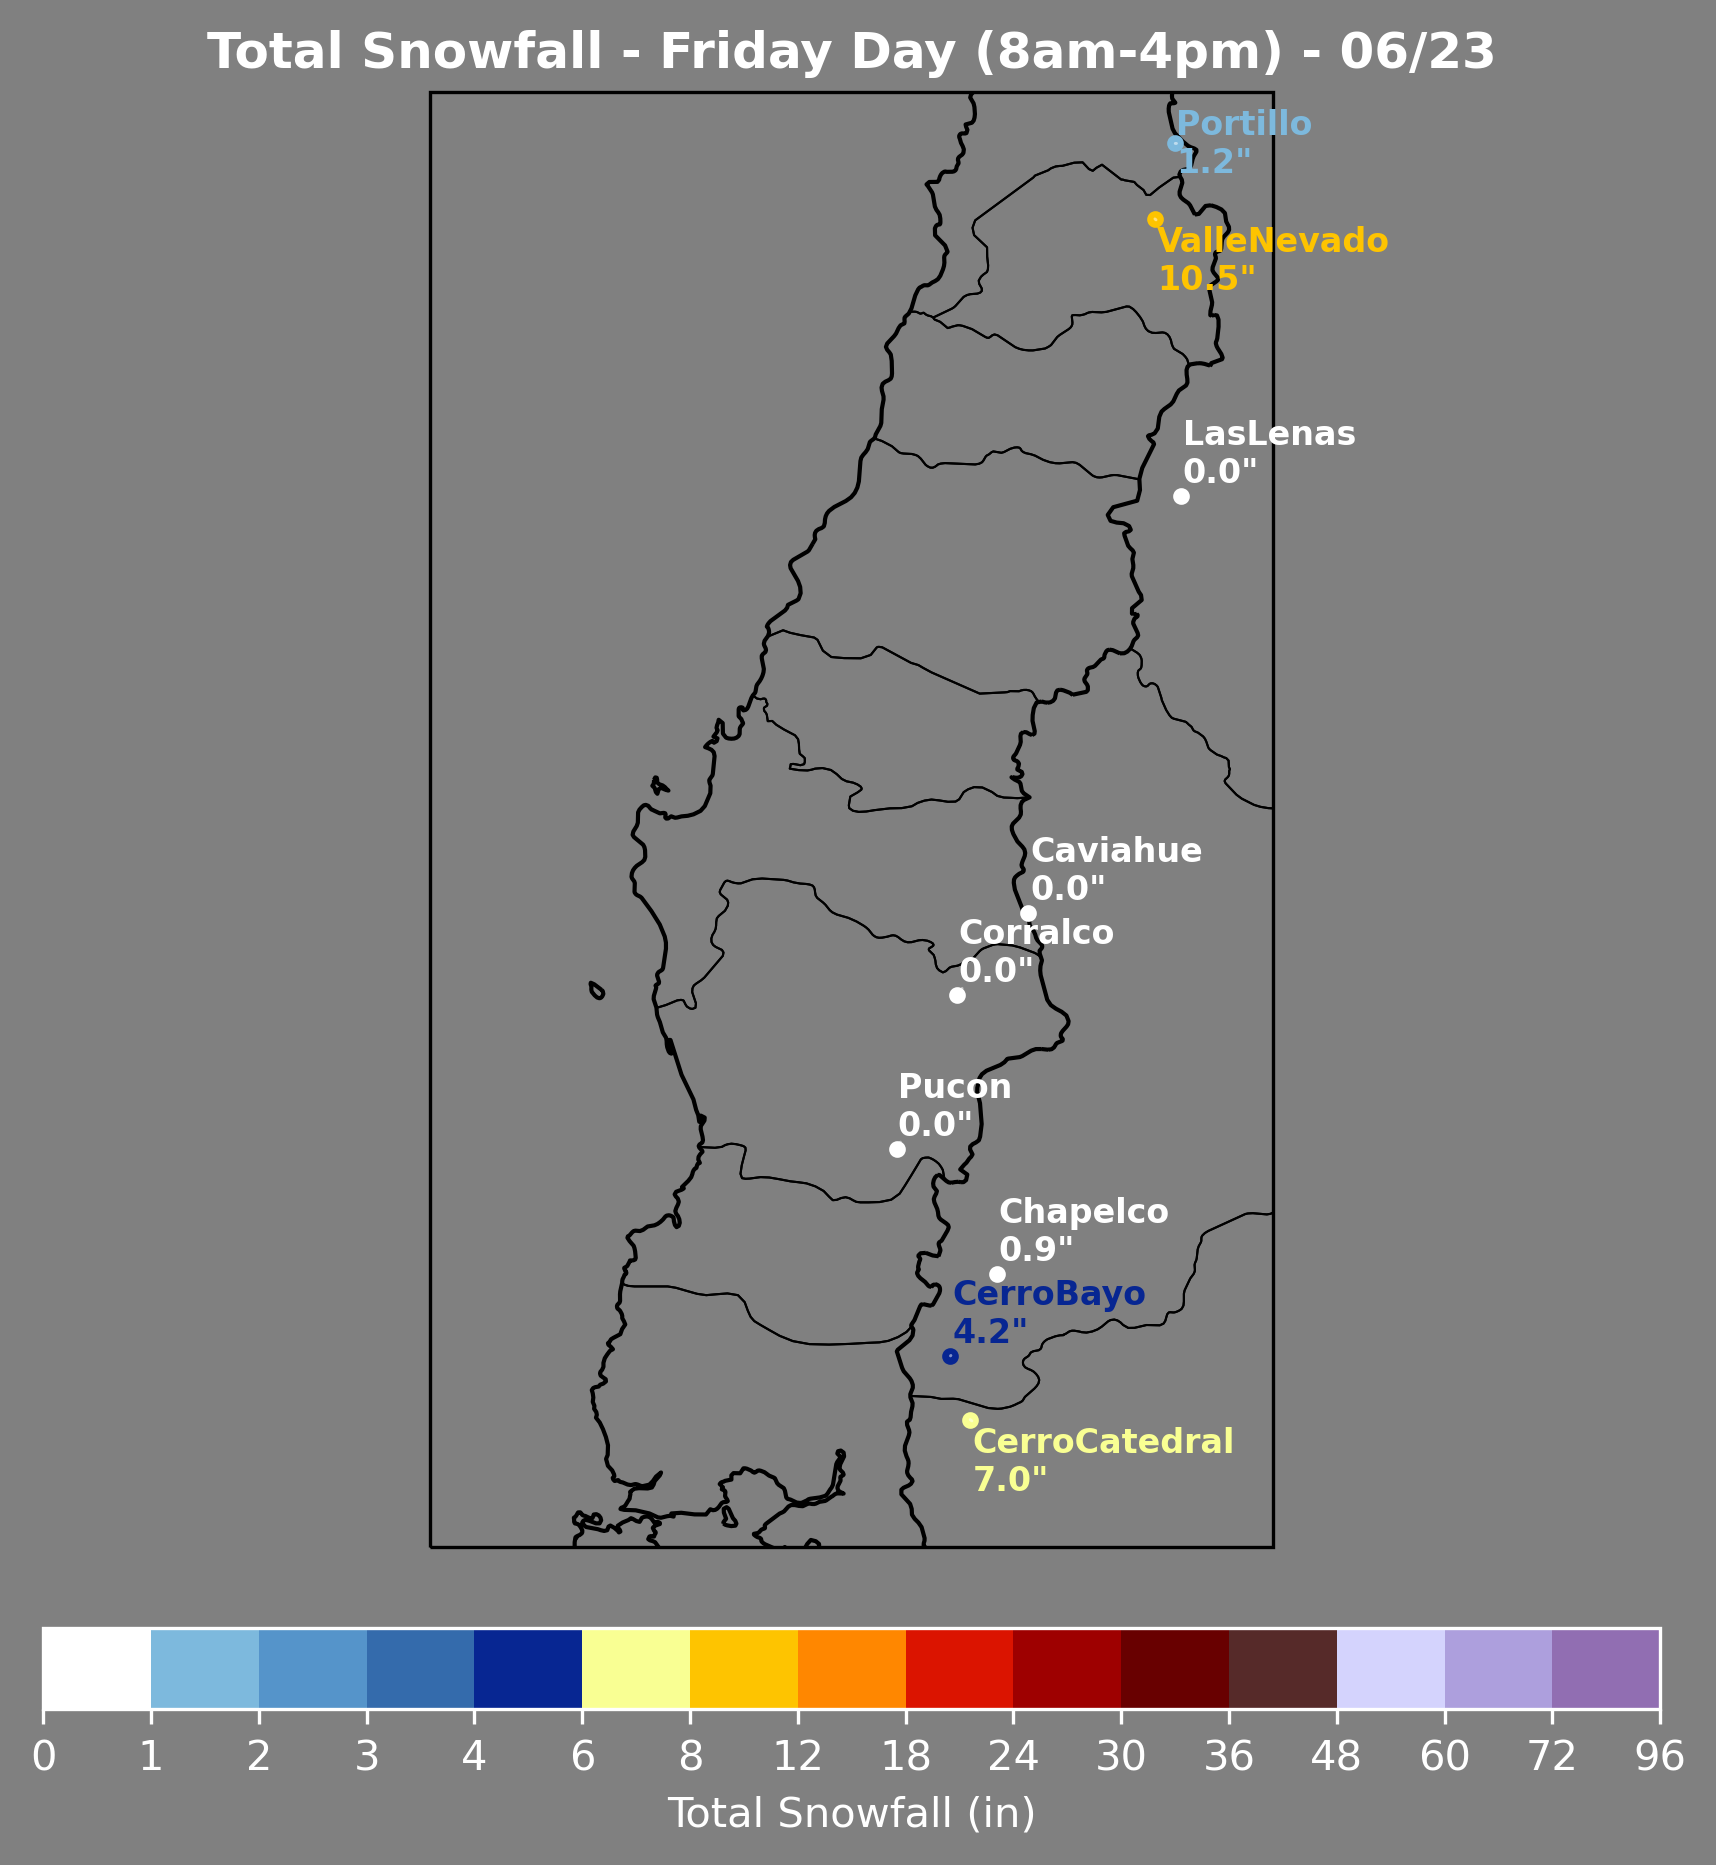 Total Snowfall - Friday Day (8am-4pm) - 06/23
Portillo
1.2"
ValleNevado
10.5"
LasLenas
0.0"
Caviahue
0.0"
Corralco
0.0"
Pucon
0.0"
Chapelco
0.9"
CerroBayo
4.2"
CerroCatedral
7.0"
0 1 2 3 4 6 8 12 18 24 30 36 48 60 72 96
Total Snowfall (in)